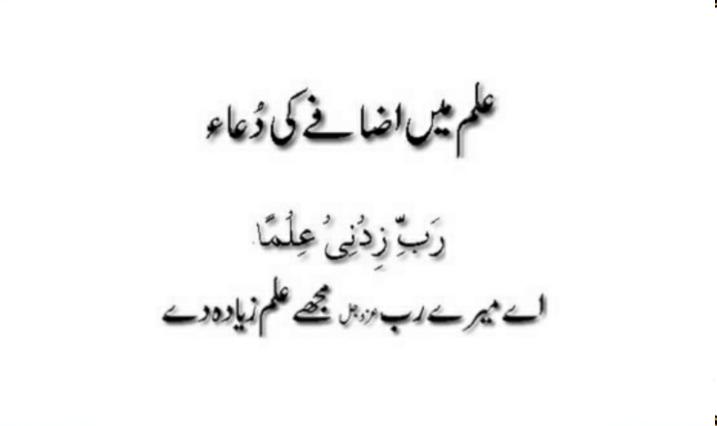 علم میں اضافے کی دُعاء
رَبِّ زِدْنِیْ عِلْمًا
اے میرے رب عزوجل مجھے علم زیادہ دے